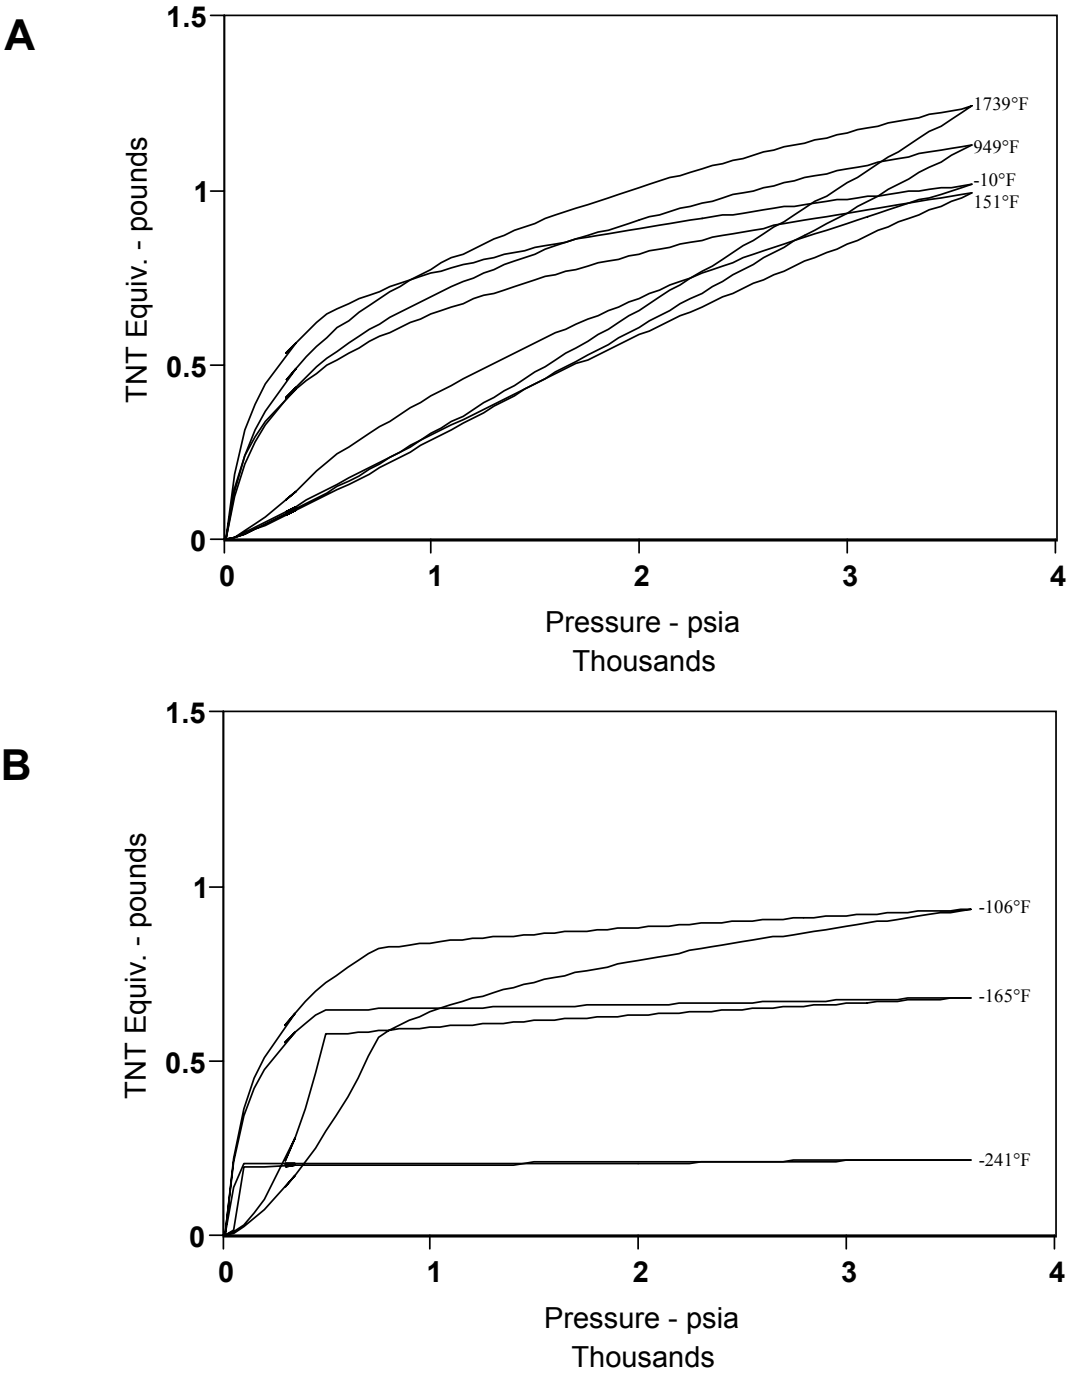 A
TNT Equiv. - pounds
1.5
1
0.5
0
1739°F
949°F
-10°F
151°F
0 1 2 3 4
Pressure - psia
Thousands
B
TNT Equiv. - pounds
1.5
1
0.5
0
-106°F
-165°F
-241°F
0 1 2 3 4
Pressure - psia
Thousands